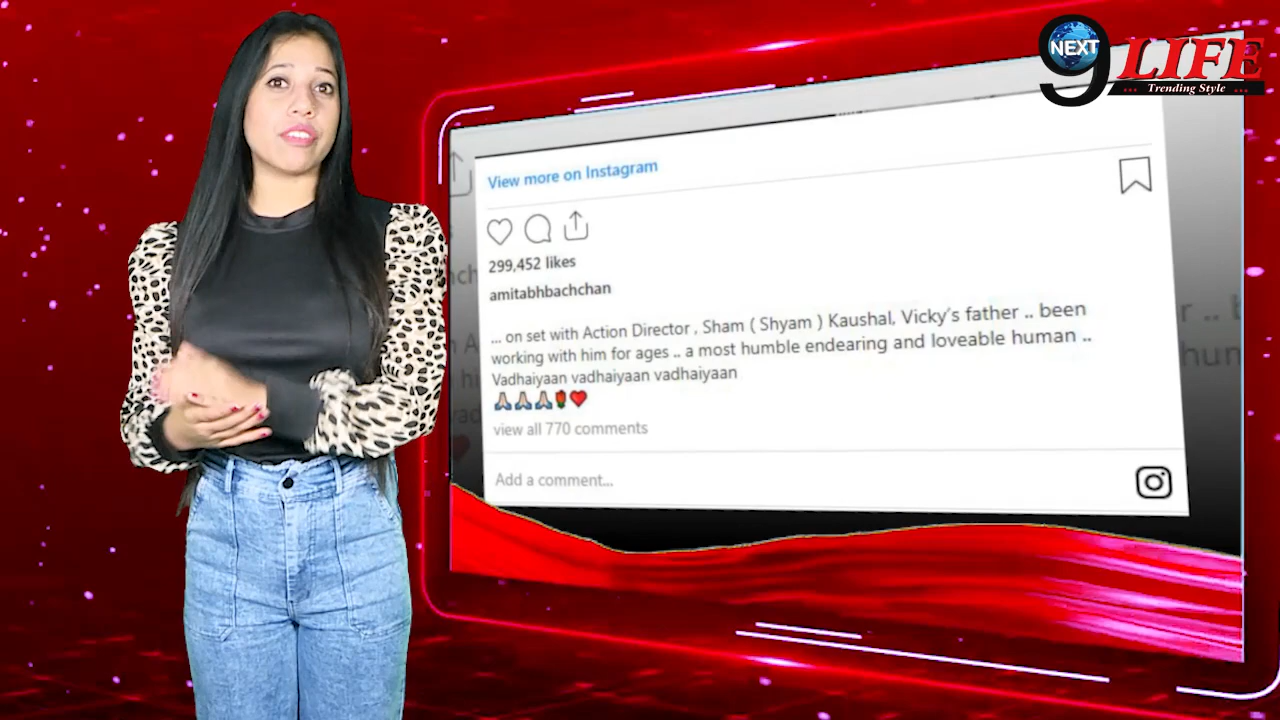 NEXT
9 LIFE
... Trending Style ...
View more on Instagram
299,452 likes
amitabhbachchan
... on set with Action Director , Sham ( Shyam ) Kaushal, Vicky's father .. been
working with him for ages .. a most humble endearing and loveable human ..
Vadhaiyaan vadhaiyaan vadhaiyaan
🙏🏻🙏🏻🙏🏻🌹❤️
view all 770 comments
Add a comment...